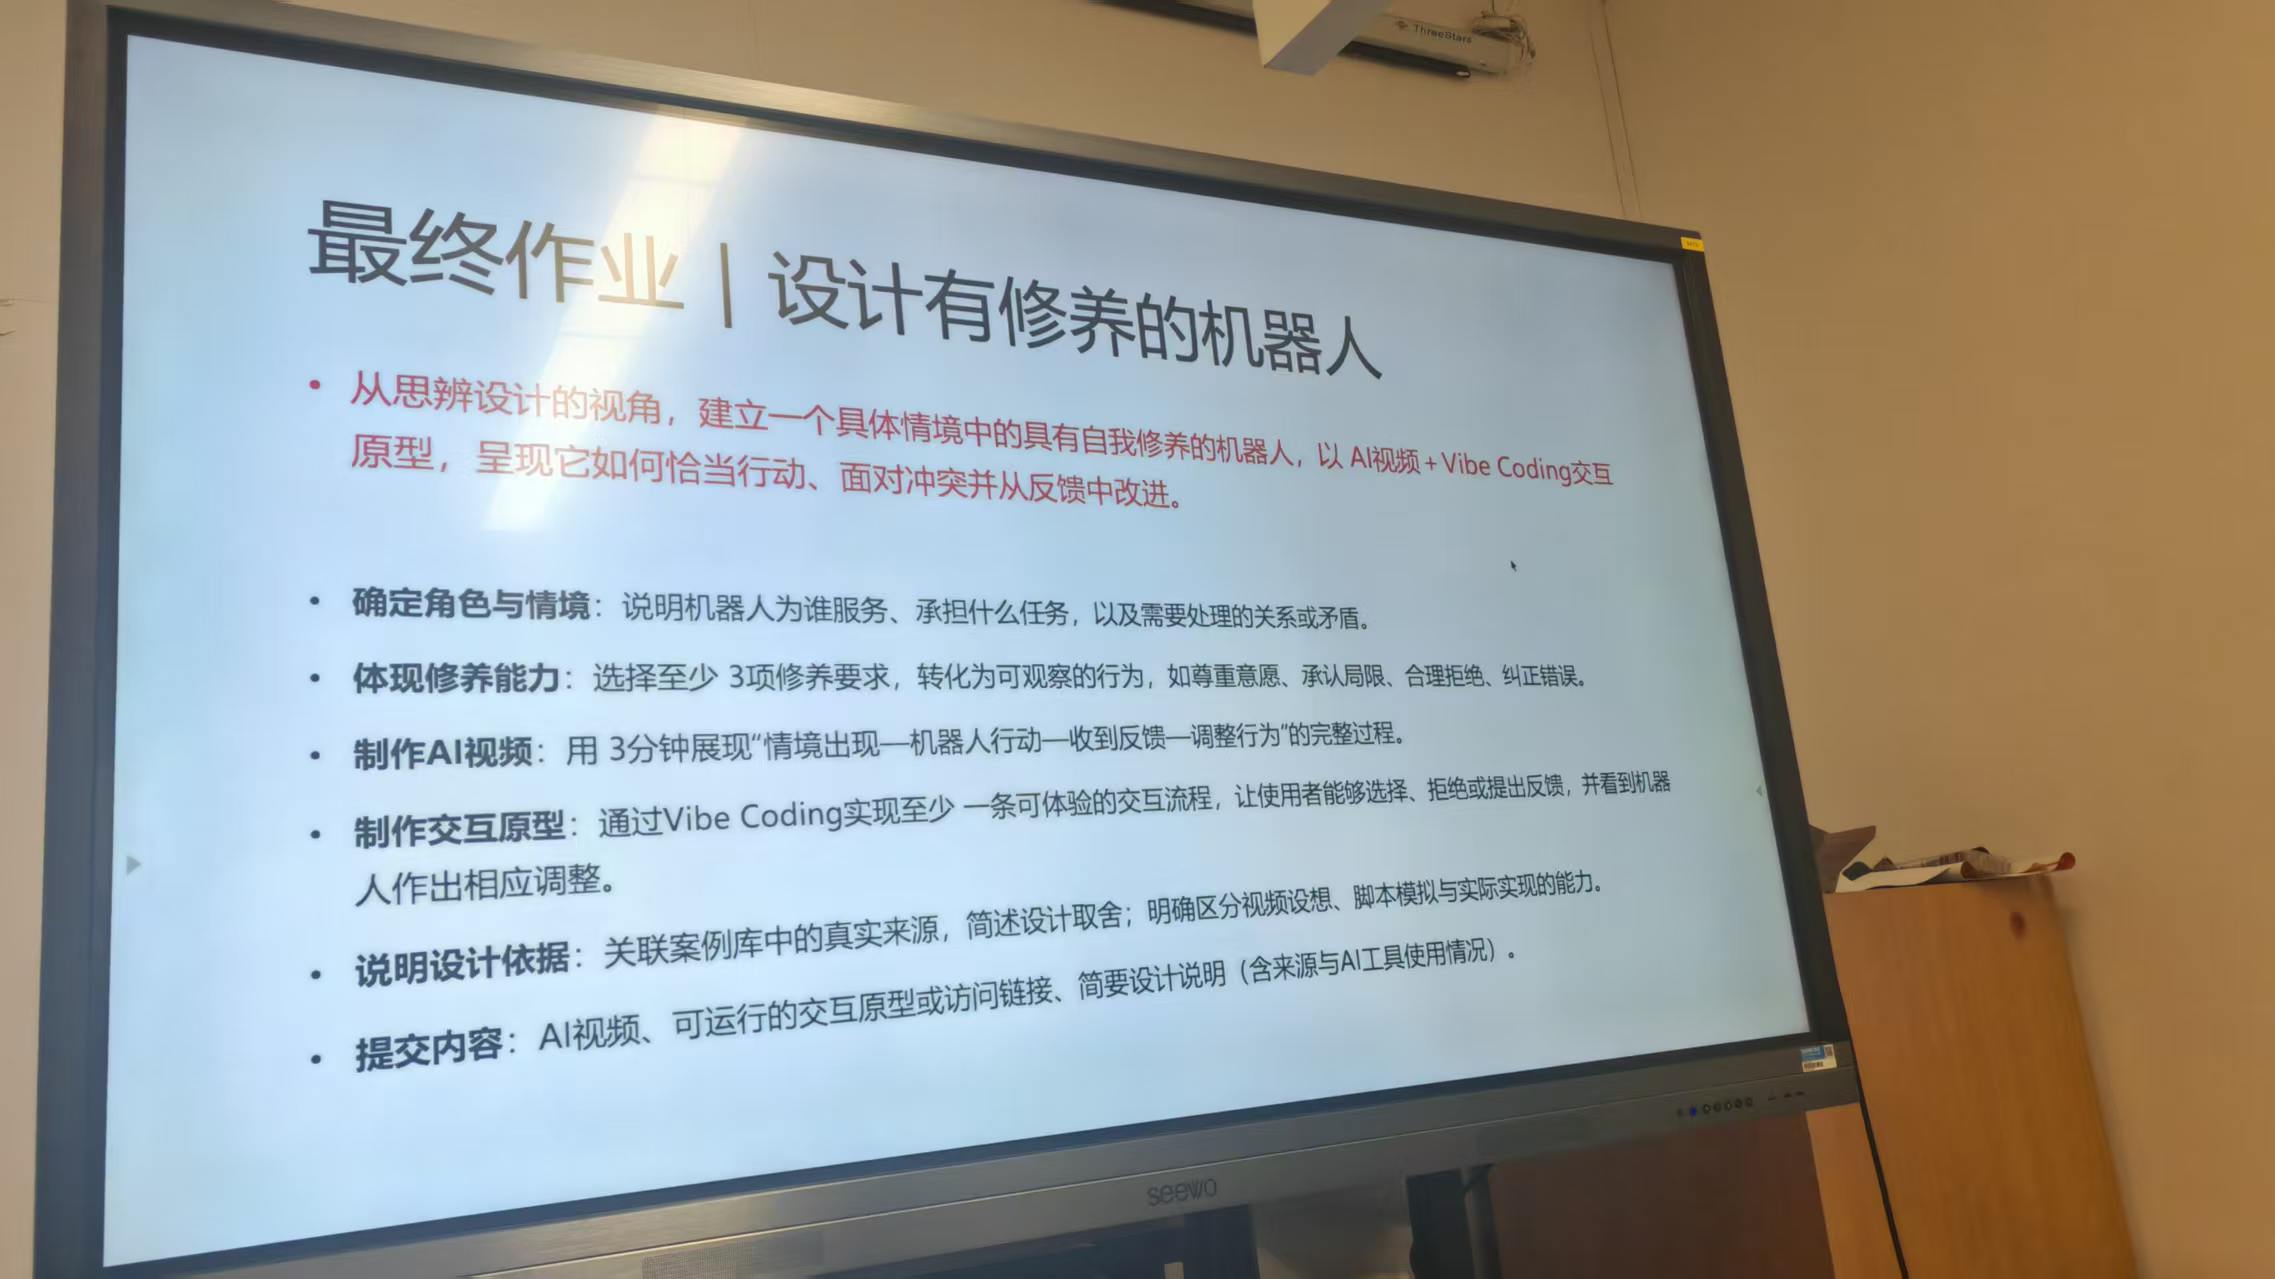 ThreeStars
最终作业｜设计有修养的机器人
• 从思辨设计的视角，建立一个具体情境中的具有自我修养的机器人，以 AI视频＋Vibe Coding交互
原型，呈现它如何恰当行动、面对冲突并从反馈中改进。
• 确定角色与情境：说明机器人为谁服务、承担什么任务，以及需要处理的关系或矛盾。
• 体现修养能力：选择至少 3项修养要求，转化为可观察的行为，如尊重意愿、承认局限、合理拒绝、纠正错误。
• 制作AI视频：用 3分钟展现“情境出现—机器人行动—收到反馈—调整行为”的完整过程。
• 制作交互原型：通过Vibe Coding实现至少 一条可体验的交互流程，让使用者能够选择、拒绝或提出反馈，并看到机器
人作出相应调整。
• 说明设计依据：关联案例库中的真实来源，简述设计取舍；明确区分视频设想、脚本模拟与实际实现的能力。
• 提交内容：AI视频、可运行的交互原型或访问链接、简要设计说明（含来源与AI工具使用情况）。
seewo